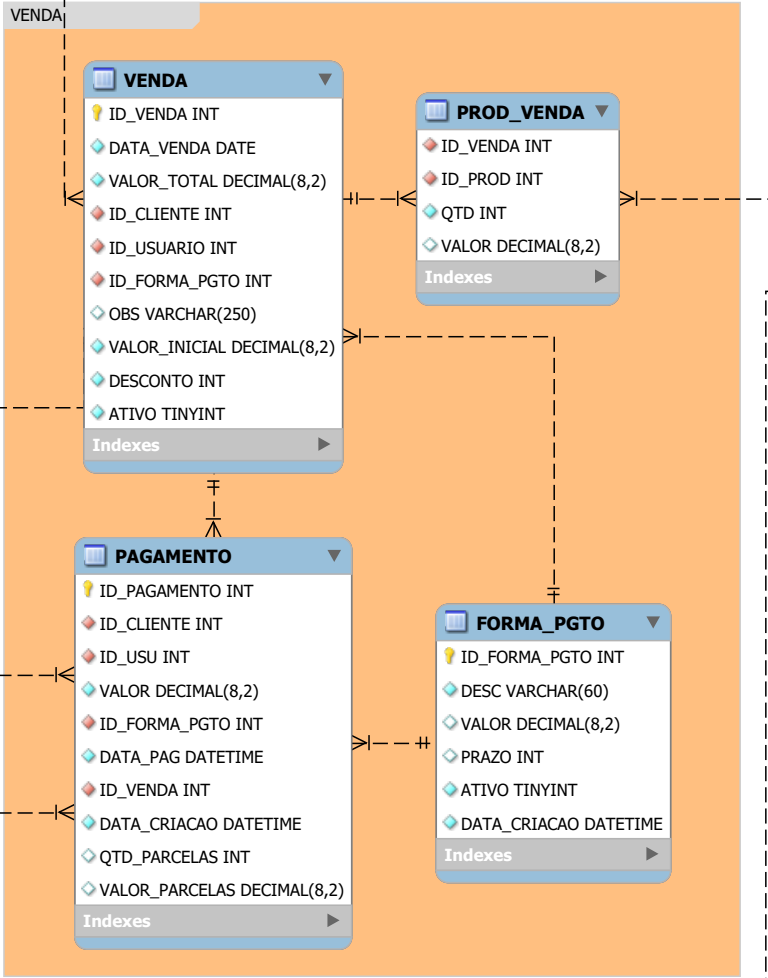 VENDA
VENDA
ID_VENDA INT
DATA_VENDA DATE
VALOR_TOTAL DECIMAL(8,2)
ID_CLIENTE INT
ID_USUARIO INT
ID_FORMA_PGTO INT
OBS VARCHAR(250)
VALOR_INICIAL DECIMAL(8,2)
DESCONTO INT
ATIVO TINYINT
Indexes
PROD_VENDA
ID_VENDA INT
ID_PROD INT
QTD INT
VALOR DECIMAL(8,2)
Indexes
PAGAMENTO
ID_PAGAMENTO INT
ID_CLIENTE INT
ID_USU INT
VALOR DECIMAL(8,2)
ID_FORMA_PGTO INT
DATA_PAG DATETIME
ID_VENDA INT
DATA_CRIACAO DATETIME
QTD_PARCELAS INT
VALOR_PARCELAS DECIMAL(8,2)
Indexes
FORMA_PGTO
ID_FORMA_PGTO INT
DESC VARCHAR(60)
VALOR DECIMAL(8,2)
PRAZO INT
ATIVO TINYINT
DATA_CRIACAO DATETIME
Indexes